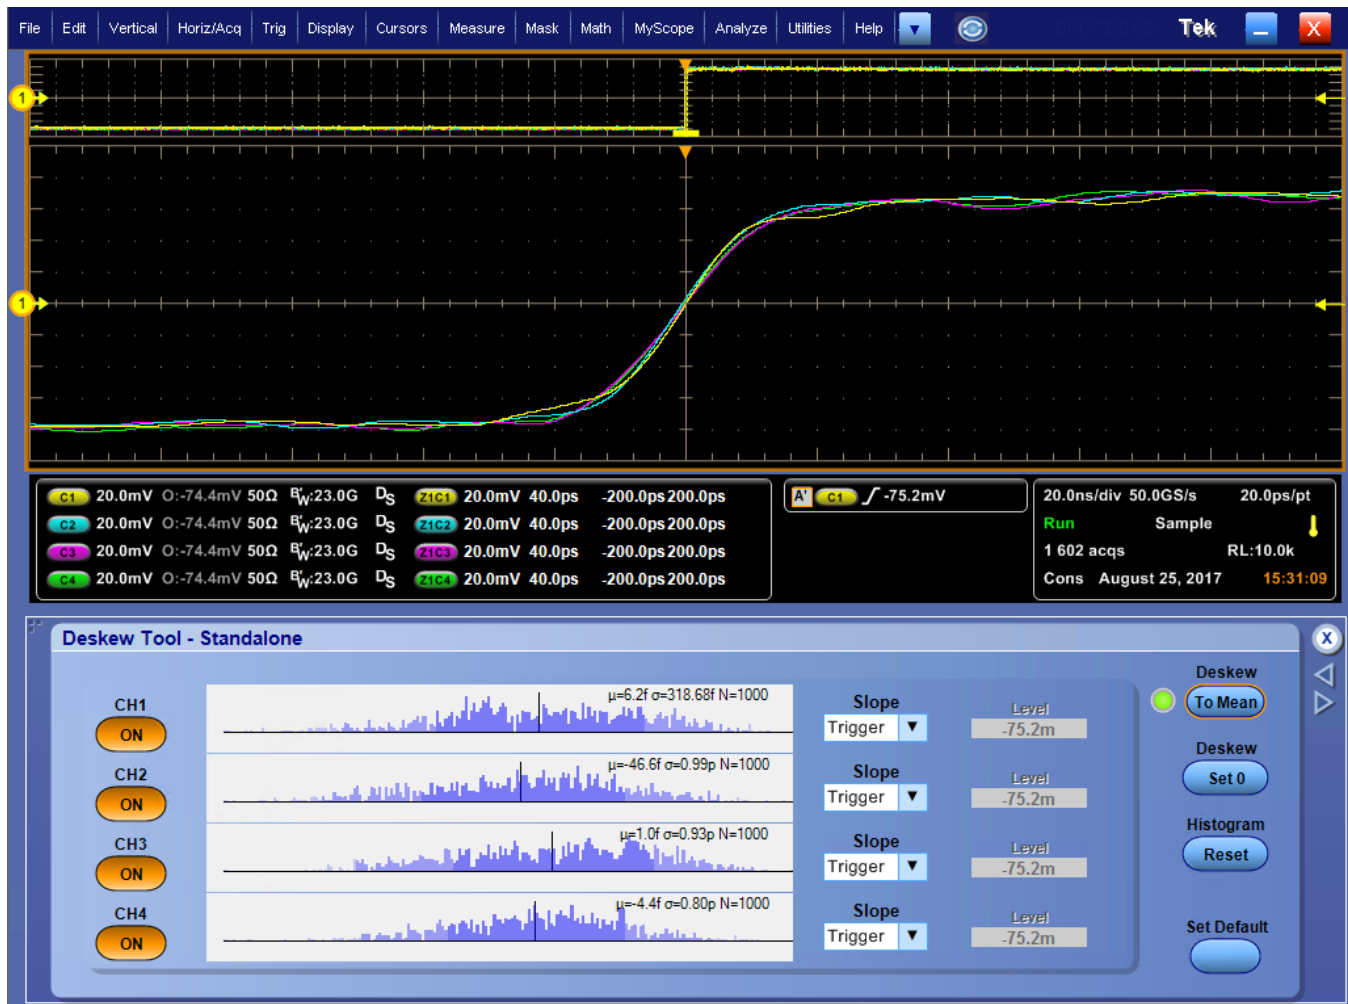 File Edit Vertical Horiz/Acq Trig Display Cursors Measure Mask Math MyScope Analyze Utilities Help Tek X
1
1
C1 20.0mV O:-74.4mV 50Ω B'W:23.0G DS Z1C1 20.0mV 40.0ps -200.0ps 200.0ps
C2 20.0mV O:-74.4mV 50Ω B'W:23.0G DS Z1C2 20.0mV 40.0ps -200.0ps 200.0ps
C3 20.0mV O:-74.4mV 50Ω B'W:23.0G DS Z1C3 20.0mV 40.0ps -200.0ps 200.0ps
C4 20.0mV O:-74.4mV 50Ω B'W:23.0G DS Z1C4 20.0mV 40.0ps -200.0ps 200.0ps
A' C1 -75.2mV
20.0ns/div 50.0GS/s 20.0ps/pt
Run Sample
1 602 acqs RL:10.0k
Cons August 25, 2017 15:31:09
Deskew Tool - Standalone X
CH1
ON
μ=6.2f σ=318.68f N=1000
Slope
Trigger
Level
-75.2m
CH2
ON
μ=-46.6f σ=0.99p N=1000
Slope
Trigger
Level
-75.2m
CH3
ON
μ=1.0f σ=0.93p N=1000
Slope
Trigger
Level
-75.2m
CH4
ON
μ=-4.4f σ=0.80p N=1000
Slope
Trigger
Level
-75.2m
Deskew
To Mean
Deskew
Set 0
Histogram
Reset
Set Default